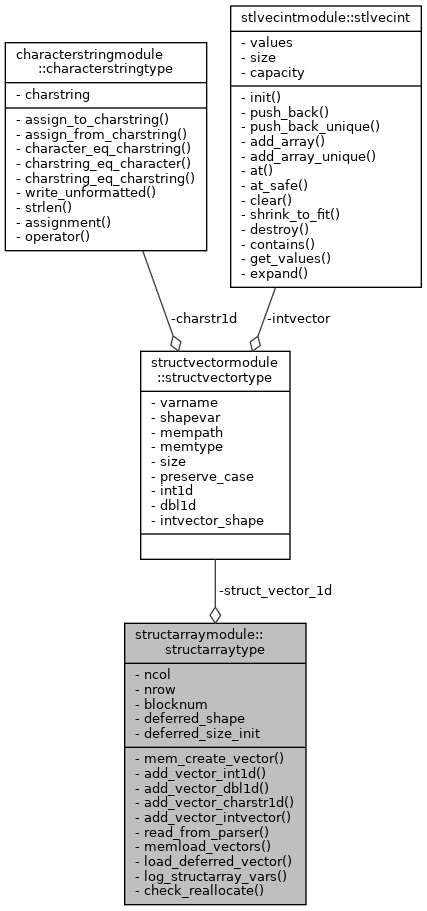 characterstringmodule
::characterstringtype
- charstring
- assign_to_charstring()
- assign_from_charstring()
- character_eq_charstring()
- charstring_eq_character()
- charstring_eq_charstring()
- write_unformatted()
- strlen()
- assignment()
- operator()
stlvecintmodule::stlvecint
- values
- size
- capacity
- init()
- push_back()
- push_back_unique()
- add_array()
- add_array_unique()
- at()
- at_safe()
- clear()
- shrink_to_fit()
- destroy()
- contains()
- get_values()
- expand()
-charstr1d
-intvector
structvectormodule
::structvectortype
- varname
- shapevar
- mempath
- memtype
- size
- preserve_case
- int1d
- dbl1d
- intvector_shape
-struct_vector_1d
structarraymodule::
structarraytype
- ncol
- nrow
- blocknum
- deferred_shape
- deferred_size_init
- mem_create_vector()
- add_vector_int1d()
- add_vector_dbl1d()
- add_vector_charstr1d()
- add_vector_intvector()
- read_from_parser()
- memload_vectors()
- load_deferred_vector()
- log_structarray_vars()
- check_reallocate()